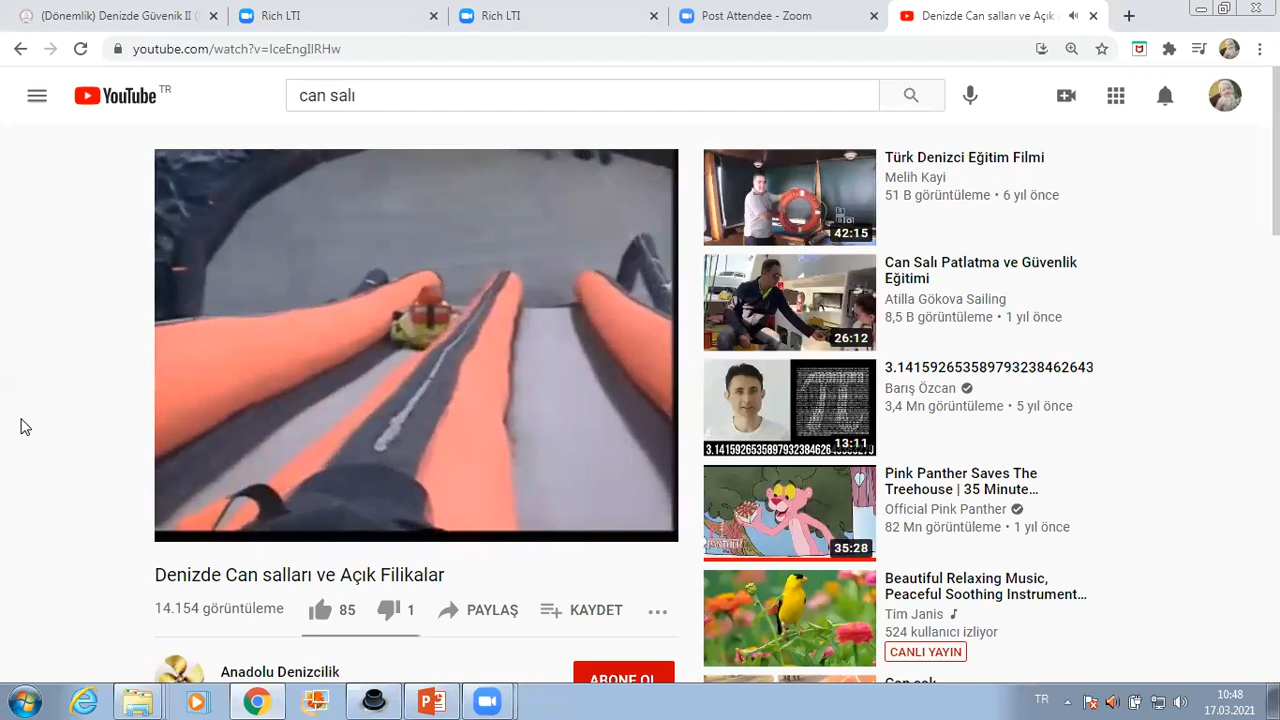 (Dönemlik) Denizde Güvenik II (
Rich LTI
Rich LTI
Post Attendee - Zoom
Denizde Can salları ve Açık
youtube.com/watch?v=IceEngIlRHw
YouTube TR
can salı
Türk Denizci Eğitim Filmi
Melih Kayi
51 B görüntüleme • 6 yıl önce
42:15
Can Salı Patlatma ve Güvenlik
Eğitimi
Atilla Gökova Sailing
8,5 B görüntüleme • 1 yıl önce
26:12
3.141592653589793238462643
Barış Özcan
3,4 Mn görüntüleme • 5 yıl önce
13:11
Pink Panther Saves The
Treehouse | 35 Minute…
Official Pink Panther
82 Mn görüntüleme • 1 yıl önce
35:28
Beautiful Relaxing Music,
Peaceful Soothing Instrument…
Tim Janis
524 kullanıcı izliyor
CANLI YAYIN
Denizde Can salları ve Açık Filikalar
14.154 görüntüleme
85
1
PAYLAŞ
KAYDET
Anadolu Denizcilik
ABONE OL
TR
10:48
17.03.2021